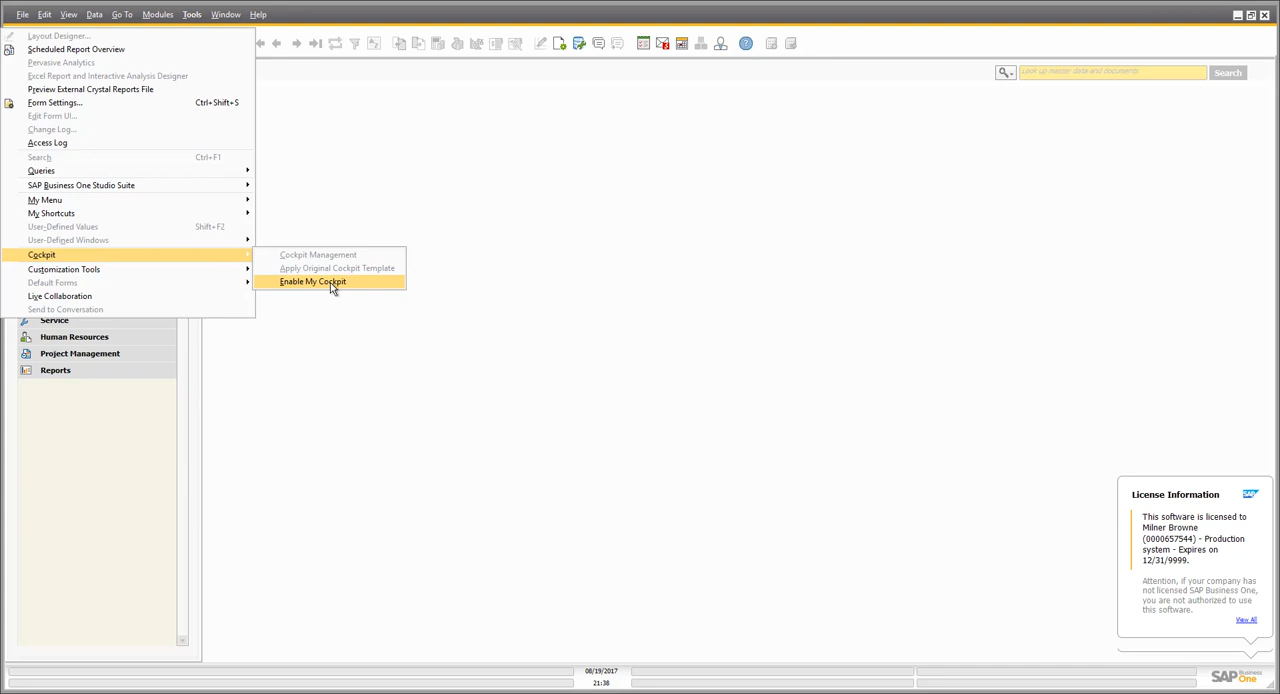 File Edit View Data Go To Modules Tools Window Help
Layout Designer...
Scheduled Report Overview
Pervasive Analytics
Excel Report and Interactive Analysis Designer
Preview External Crystal Reports File
Form Settings... Ctrl+Shift+S
Edit Form UI...
Change Log...
Access Log
Search Ctrl+F1
Queries
SAP Business One Studio Suite
My Menu
My Shortcuts
User-Defined Values Shift+F2
User-Defined Windows
Cockpit
Customization Tools
Default Forms
Live Collaboration
Send to Conversation
Cockpit Management
Apply Original Cockpit Template
Enable My Cockpit
Look up master data and documents Search
Service
Human Resources
Project Management
Reports
License Information SAP
This software is licensed to
Milner Browne
(0000657544) - Production
system - Expires on
12/31/9999.
Attention, if your company has
not licensed SAP Business One,
you are not authorized to use
this software.
View All
08/19/2017
21:38
SAP Business One